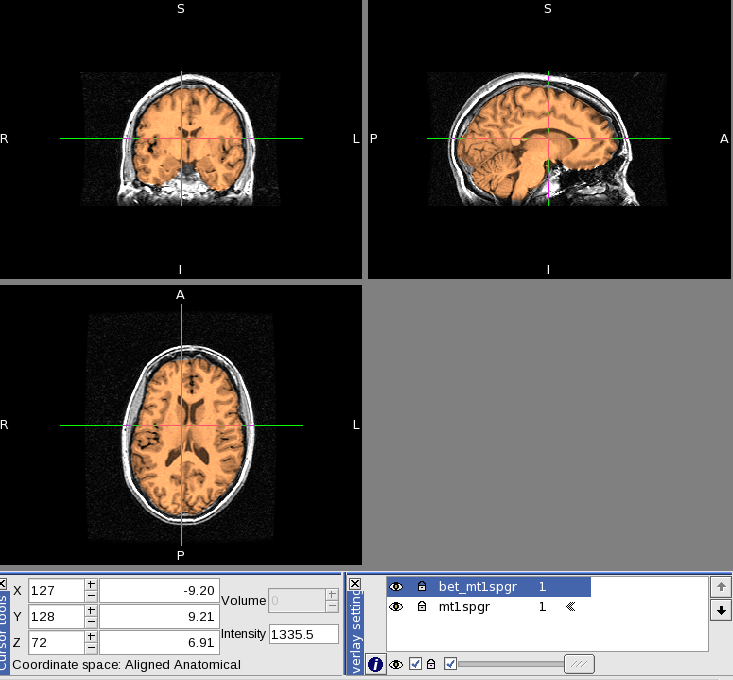 S
S
R
L
P
A
I
I
A
R
L
P
Cursor tools
X 127 -9.20
Y 128 9.21
Z 72 6.91
Volume 0
Intensity 1335.5
Coordinate space: Aligned Anatomical
verlay setting
bet_mt1spgr 1
mt1spgr 1
i